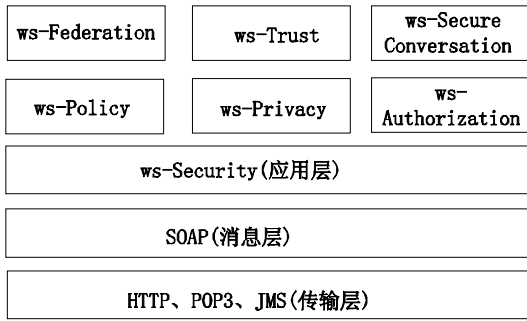 ws-Federation
ws-Trust
ws-Secure
Conversation
ws-Policy
ws-Privacy
ws-
Authorization
ws-Security(应用层)
SOAP(消息层)
HTTP、POP3、JMS(传输层)